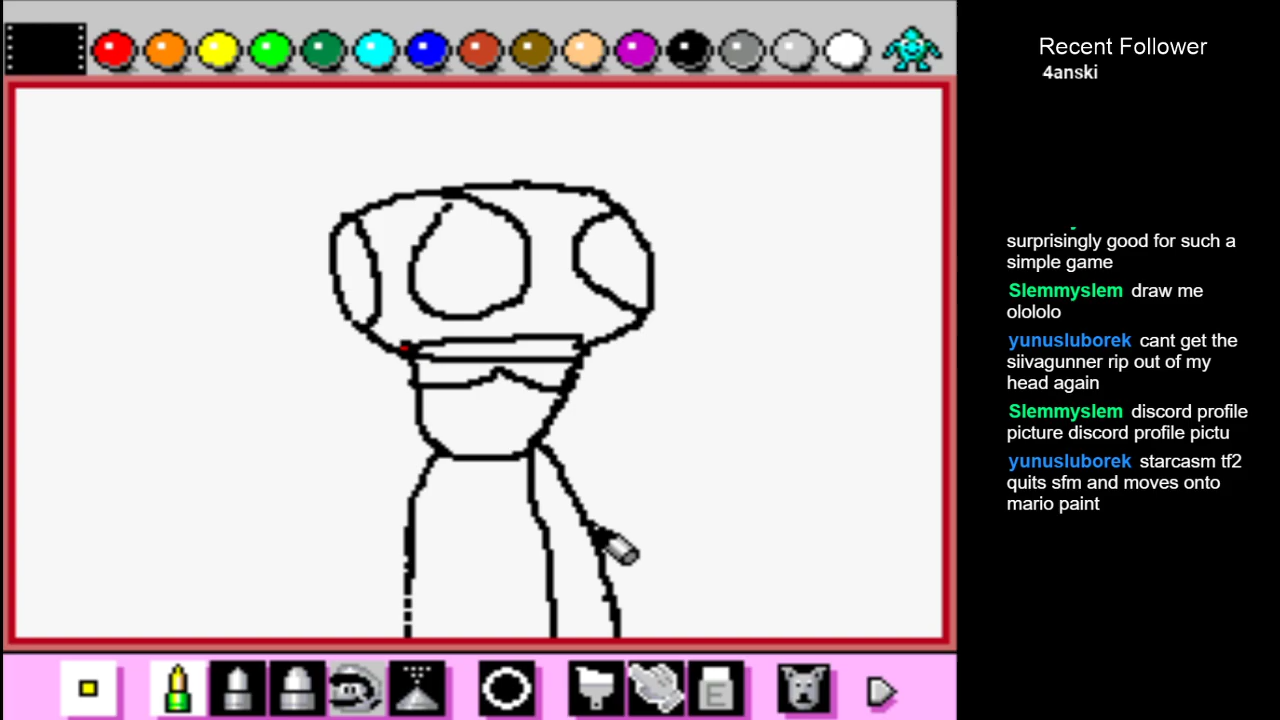 Recent Follower
4anski
surprisingly good for such a
simple game
Slemmyslem draw me
olololo
yunusluborek cant get the
siivagunner rip out of my
head again
Slemmyslem discord profile
picture discord profile pictu
yunusluborek starcasm tf2
quits sfm and moves onto
mario paint
E